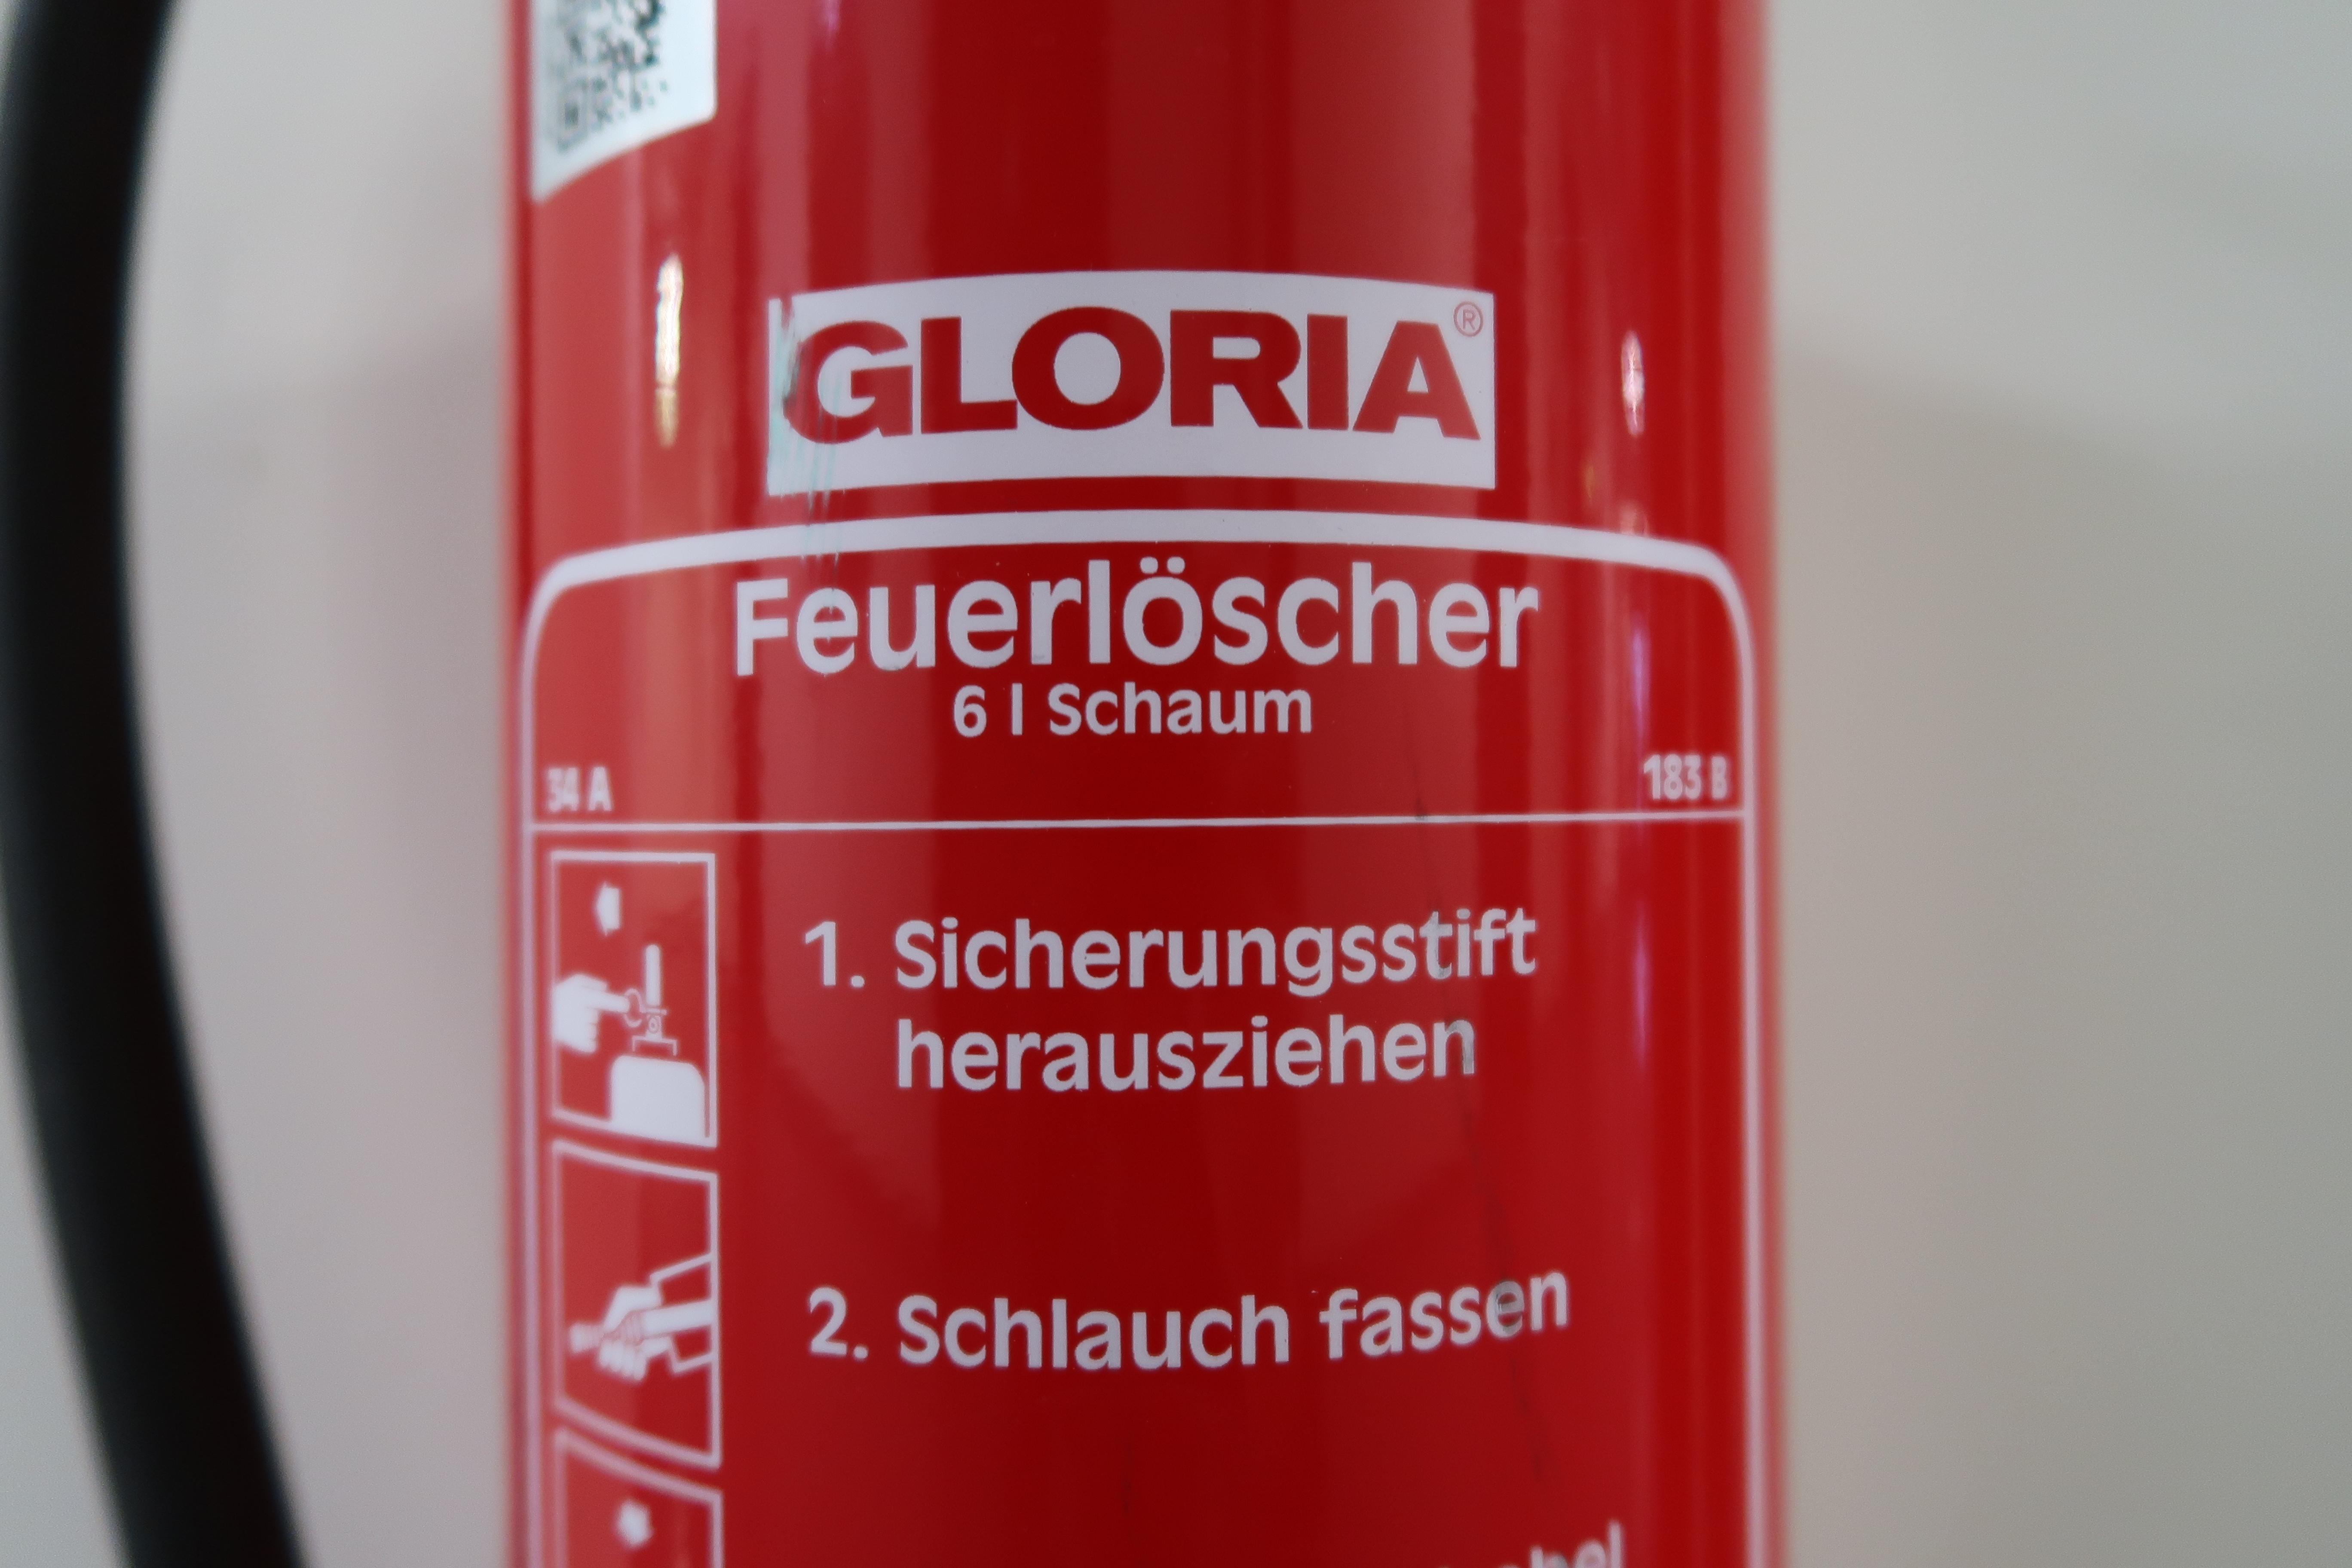 GLORIA®
Feuerlöscher
6 l Schaum
34 A
183 B
1. Sicherungsstift
herausziehen
2. Schlauch fassen